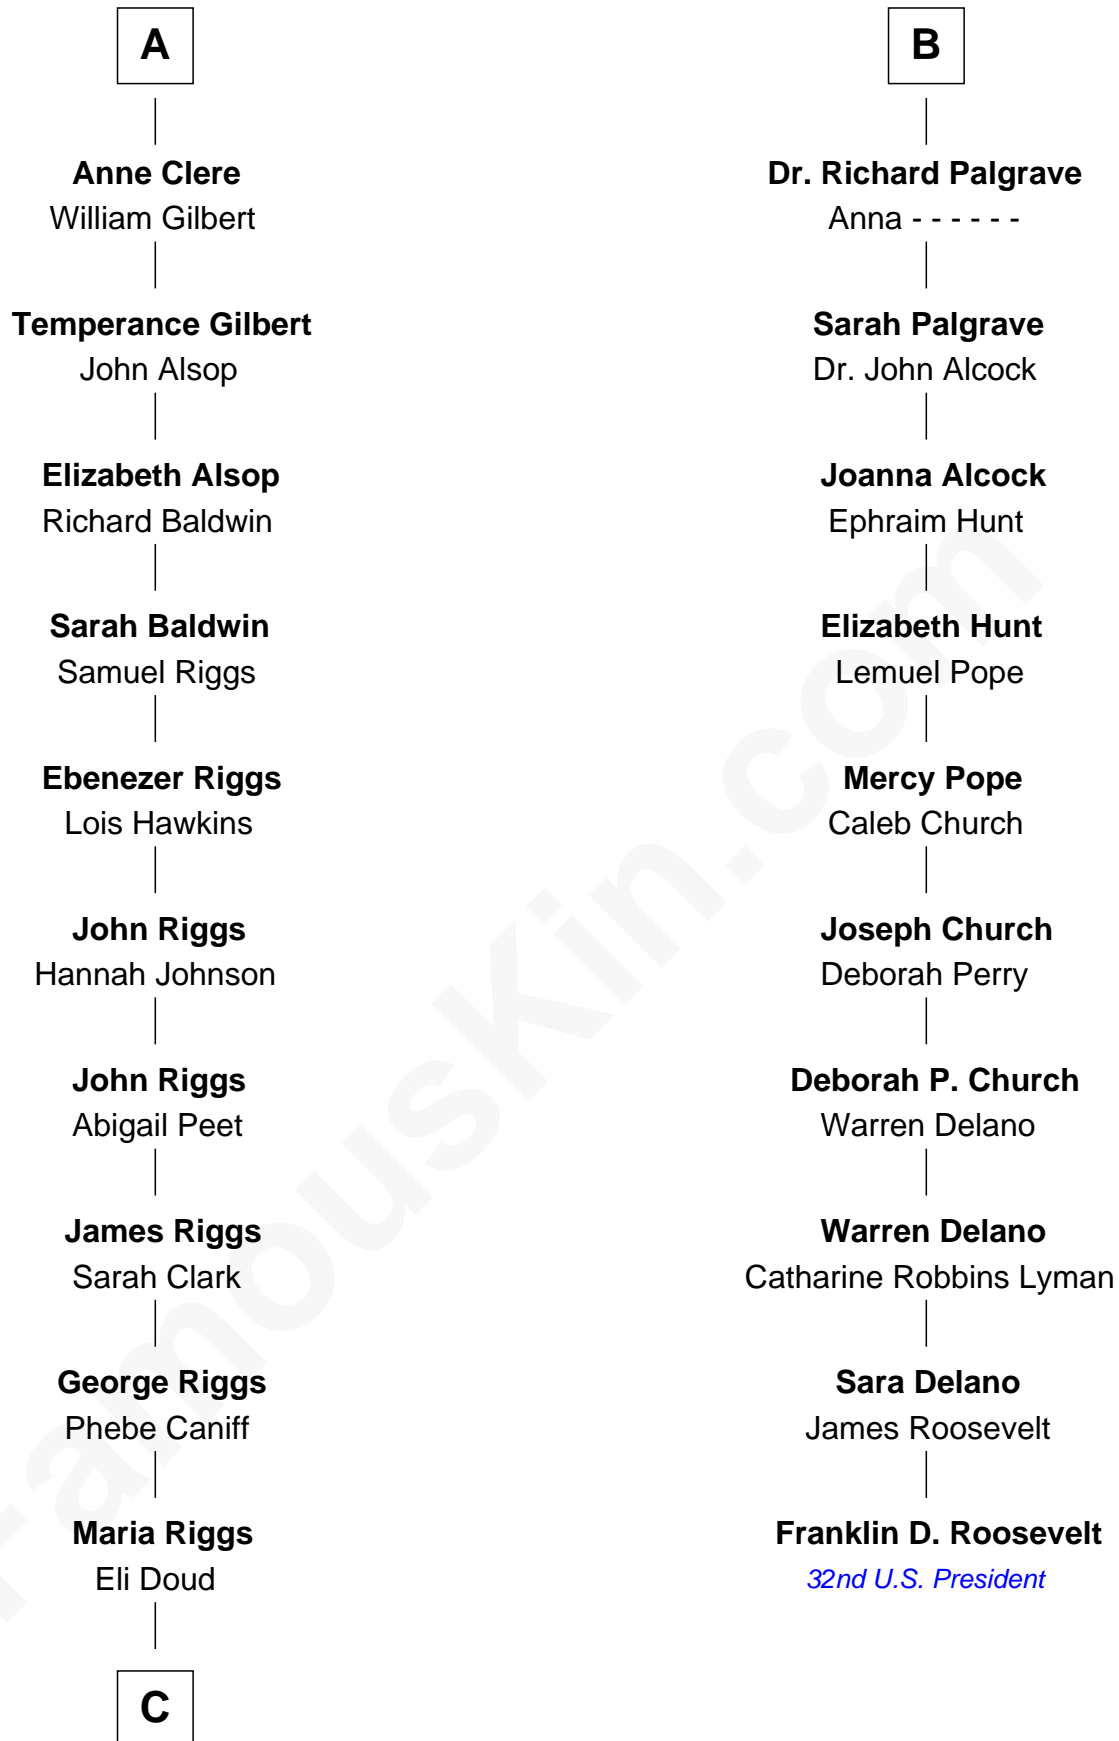 A
Anne Clere
William Gilbert
Temperance Gilbert
John Alsop
Elizabeth Alsop
Richard Baldwin
Sarah Baldwin
Samuel Riggs
Ebenezer Riggs
Lois Hawkins
John Riggs
Hannah Johnson
John Riggs
Abigail Peet
James Riggs
Sarah Clark
George Riggs
Phebe Caniff
Maria Riggs
Eli Doud
C
B
Dr. Richard Palgrave
Anna - - - - - -
Sarah Palgrave
Dr. John Alcock
Joanna Alcock
Ephraim Hunt
Elizabeth Hunt
Lemuel Pope
Mercy Pope
Caleb Church
Joseph Church
Deborah Perry
Deborah P. Church
Warren Delano
Warren Delano
Catharine Robbins Lyman
Sara Delano
James Roosevelt
Franklin D. Roosevelt
32nd U.S. President
FamousKin.com